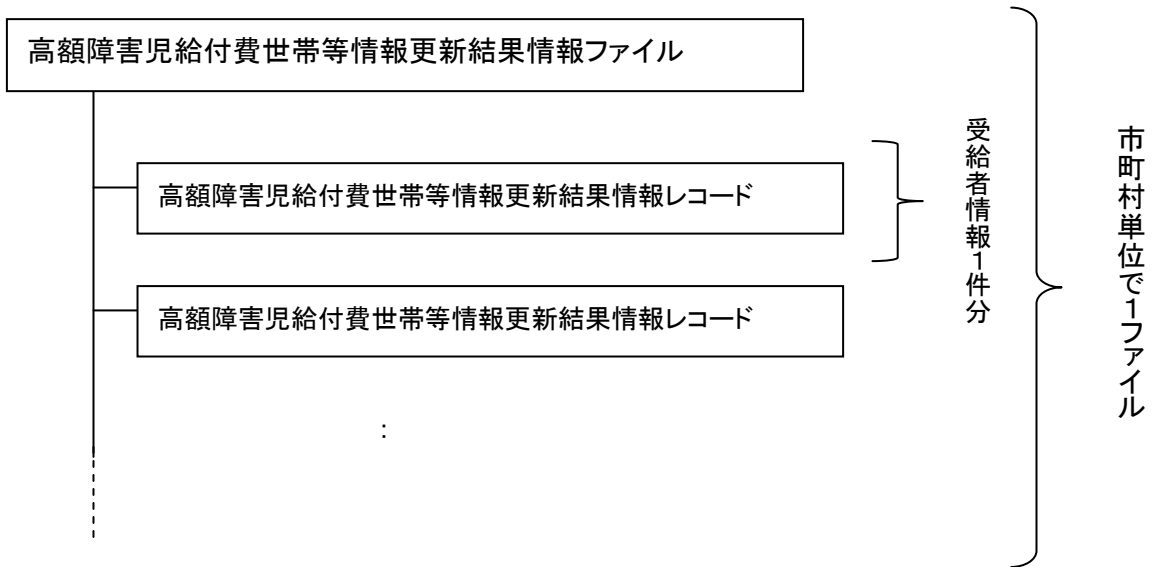 高額障害児給付費世帯等情報更新結果情報ファイル
高額障害児給付費世帯等情報更新結果情報レコード
高額障害児給付費世帯等情報更新結果情報レコード
:
受給者情報1件分
市町村単位で1ファイル